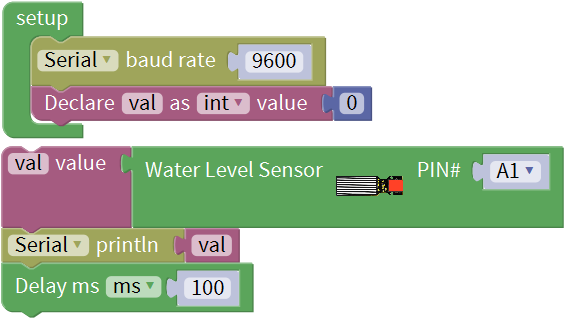 setup
Serial baud rate 9600
Declare val as int value 0
val value Water Level Sensor PIN# A1
Serial println val
Delay ms ms 100